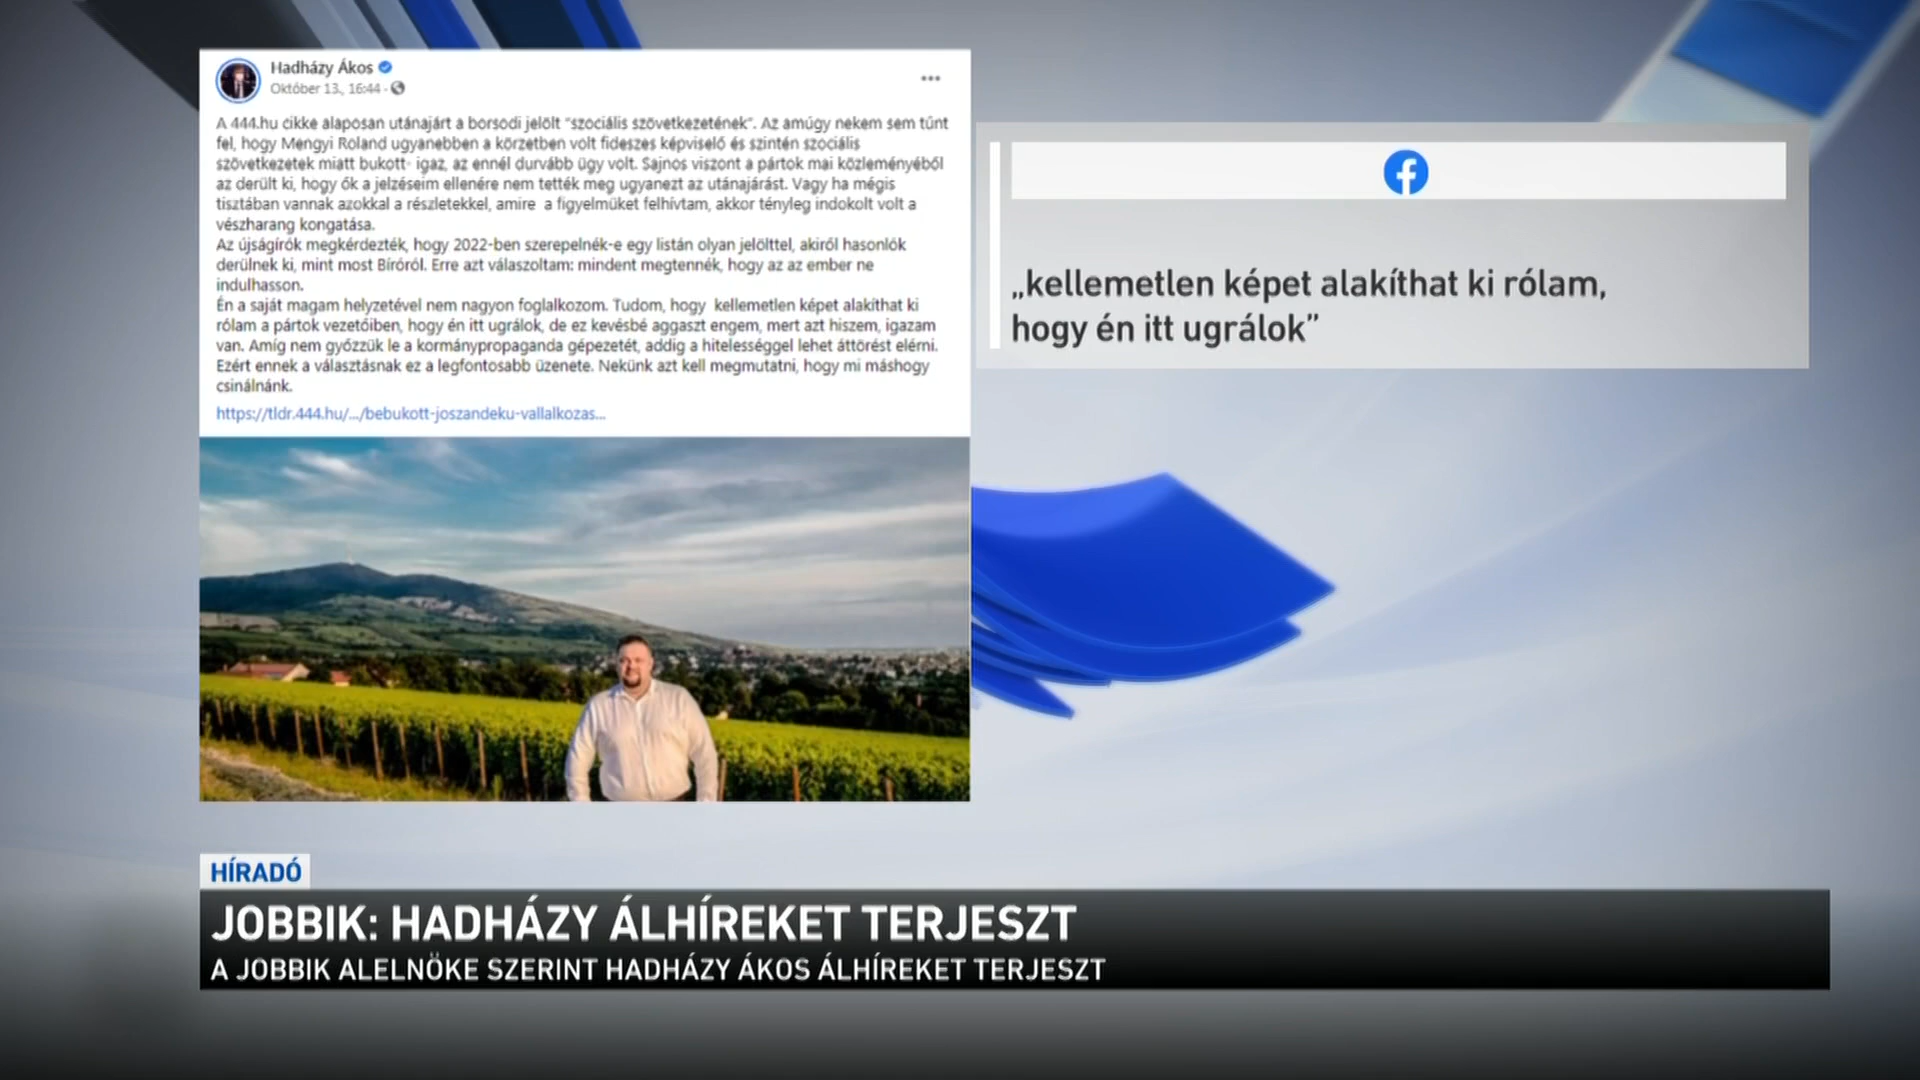 Hadházy Ákos
Október 13., 16:44 ·
A 444.hu cikke alaposan utánajárt a borsodi jelölt "szociális szövetkezetének". Az amúgy nekem sem tűnt
fel, hogy Mengyi Roland ugyanebben a körzetben volt fideszes képviselő és szintén szociális
szövetkezetek miatt bukott- igaz, az ennél durvább ügy volt. Sajnos viszont a pártok mai közleményéből
az derült ki, hogy ők a jelzéseim ellenére nem tették meg ugyanezt az utánajárást. Vagy ha mégis
tisztában vannak azokkal a részletekkel, amire a figyelmüket felhívtam, akkor tényleg indokolt volt a
vészharang kongatása.
Az újságírók megkérdezték, hogy 2022-ben szerepelnék-e egy listán olyan jelölttel, akiről hasonlók
derülnek ki, mint most Bíróról. Erre azt válaszoltam: mindent megtennék, hogy az az ember ne
indulhasson.
Én a saját magam helyzetével nem nagyon foglalkozom. Tudom, hogy kellemetlen képet alakíthat ki
rólam a pártok vezetőiben, hogy én itt ugrálok, de ez kevésbé aggaszt engem, mert azt hiszem, igazam
van. Amíg nem győzzük le a kormánypropaganda gépezetét, addig a hitelességgel lehet áttörést elérni.
Ezért ennek a választásnak ez a legfontosabb üzenete. Nekünk azt kell megmutatni, hogy mi máshogy
csinálnánk.
https://tldr.444.hu/.../bebukott-joszandeku-vallalkozas...
„kellemetlen képet alakíthat ki rólam,
hogy én itt ugrálok”
HÍRADÓ
JOBBIK: HADHÁZY ÁLHÍREKET TERJESZT
A JOBBIK ALELNÖKE SZERINT HADHÁZY ÁKOS ÁLHÍREKET TERJESZT